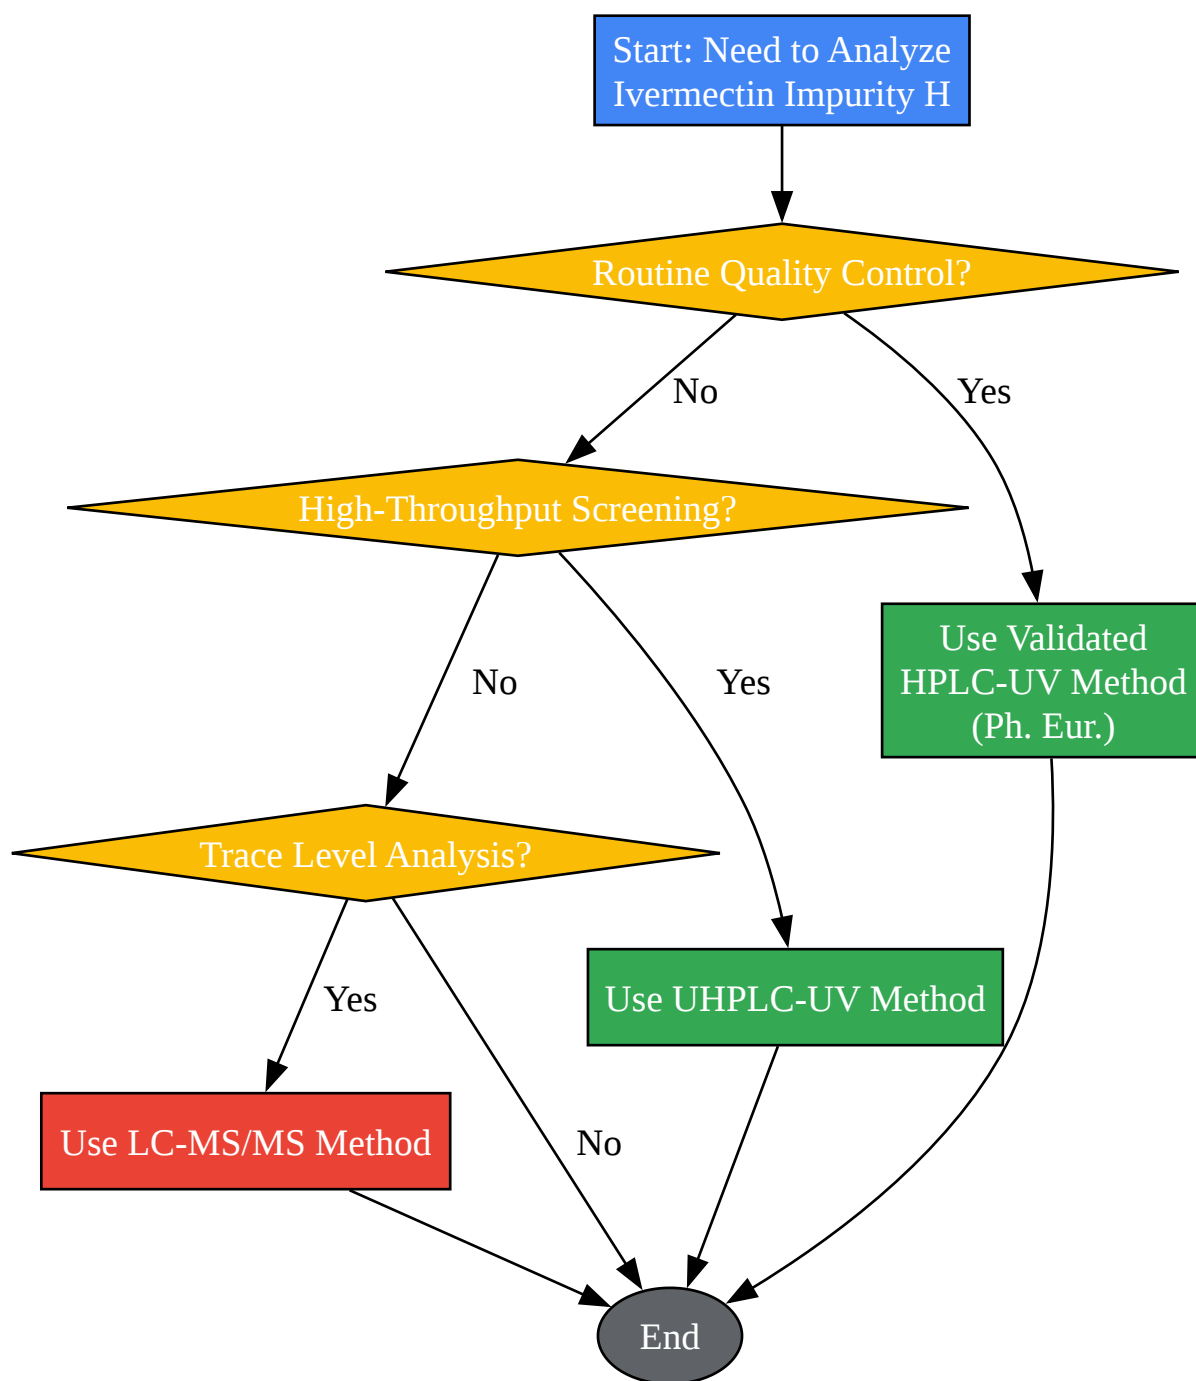 Start: Need to Analyze
Ivermectin Impurity H
Routine Quality Control?
No
Yes
High-Throughput Screening?
No
Yes
Use Validated
HPLC-UV Method
(Ph. Eur.)
Trace Level Analysis?
Yes
No
Use UHPLC-UV Method
Use LC-MS/MS Method
End